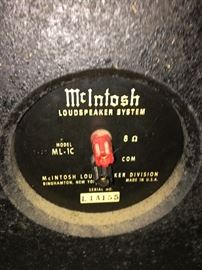 McIntosh
LOUDSPEAKER SYSTEM
MODEL 8 Ω
ML-1C COM
McINTOSH LOU KER DIVISION
BINGHAMTON, NEW YO MADE IN U.S.A.
SERIAL NO.